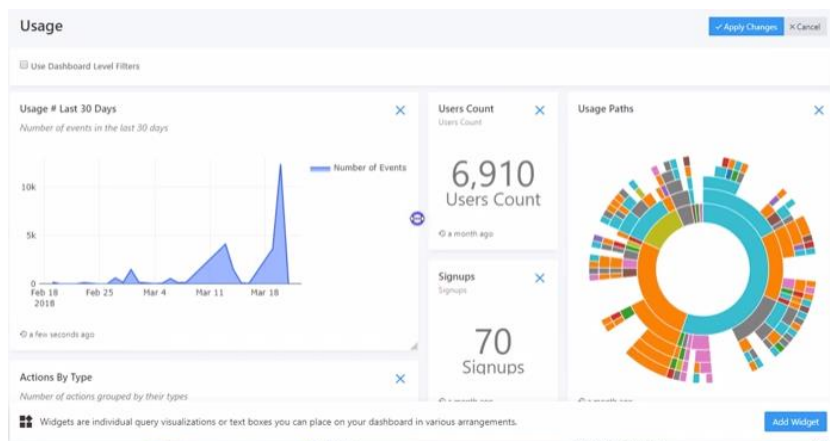 Usage
✓ Apply Changes
× Cancel
Use Dashboard Level Filters
Usage # Last 30 Days
Number of events in the last 30 days
Number of Events
10k
5k
0
Feb 18
2018
Feb 25
Mar 4
Mar 11
Mar 18
a few seconds ago
Users Count
Users Count
6,910
Users Count
a month ago
Signups
Signups
70
Signups
a month ago
Usage Paths
a month ago
Actions By Type
Number of actions grouped by their types
Widgets are individual query visualizations or text boxes you can place on your dashboard in various arrangements.
Add Widget